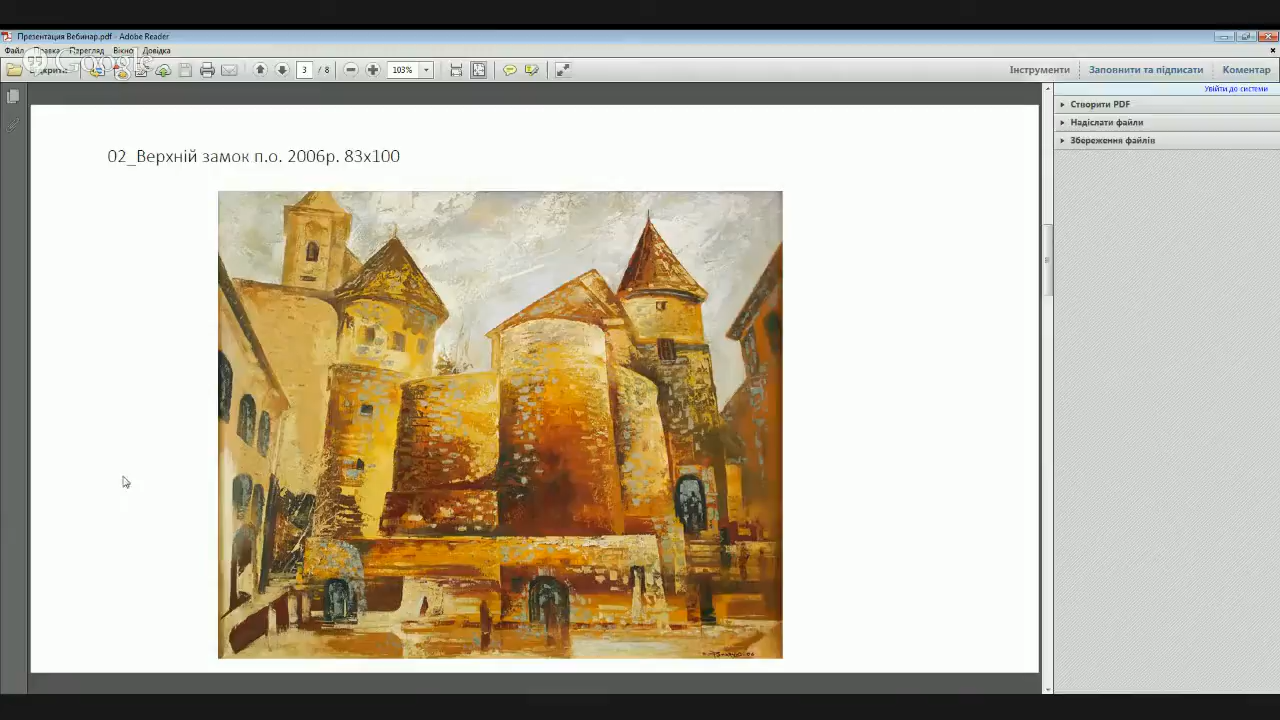 Презентация Вебинар.pdf - Adobe Reader
Файл Правка Перегляд Вікно Довідка
Google
3 / 8 103%
Інструменти Заповнити та підписати Коментар
Увійти до системи
Створити PDF
Надіслати файли
Збереження файлів
02_Верхній замок п.о. 2006р. 83х100